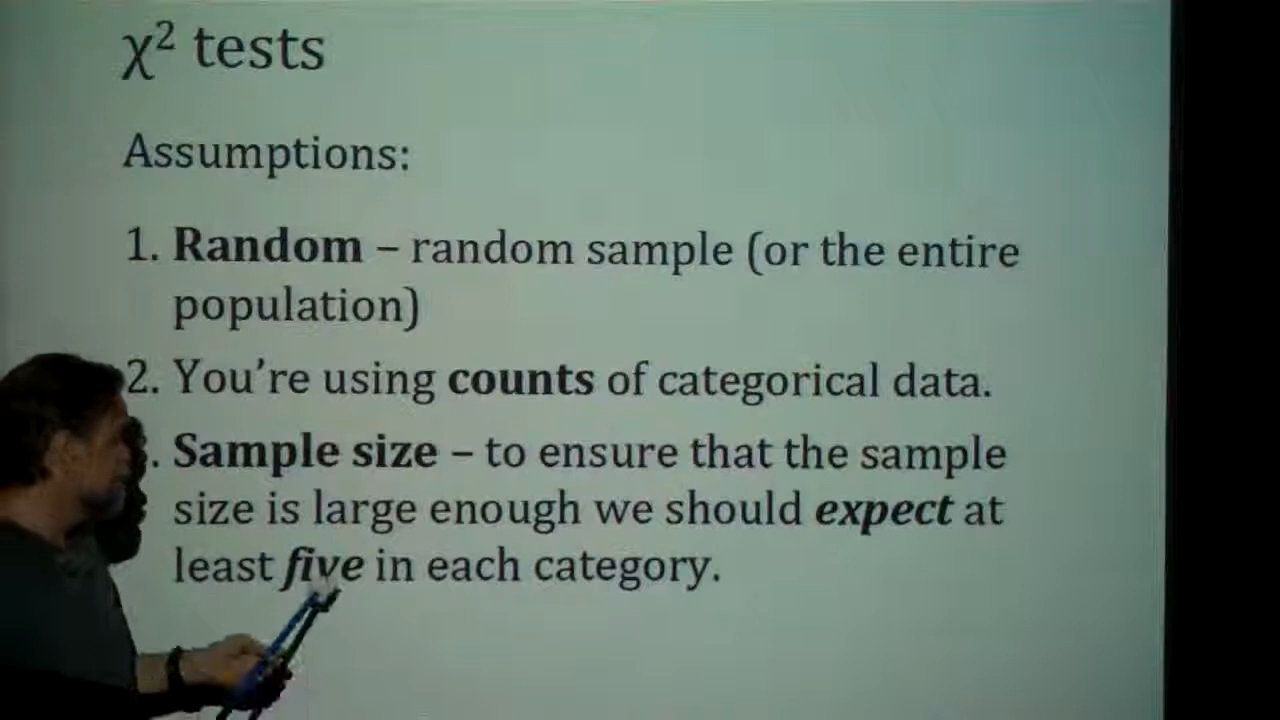 χ² tests
Assumptions:
1. Random – random sample (or the entire
population)
2. You're using counts of categorical data.
. Sample size – to ensure that the sample
size is large enough we should expect at
least five in each category.